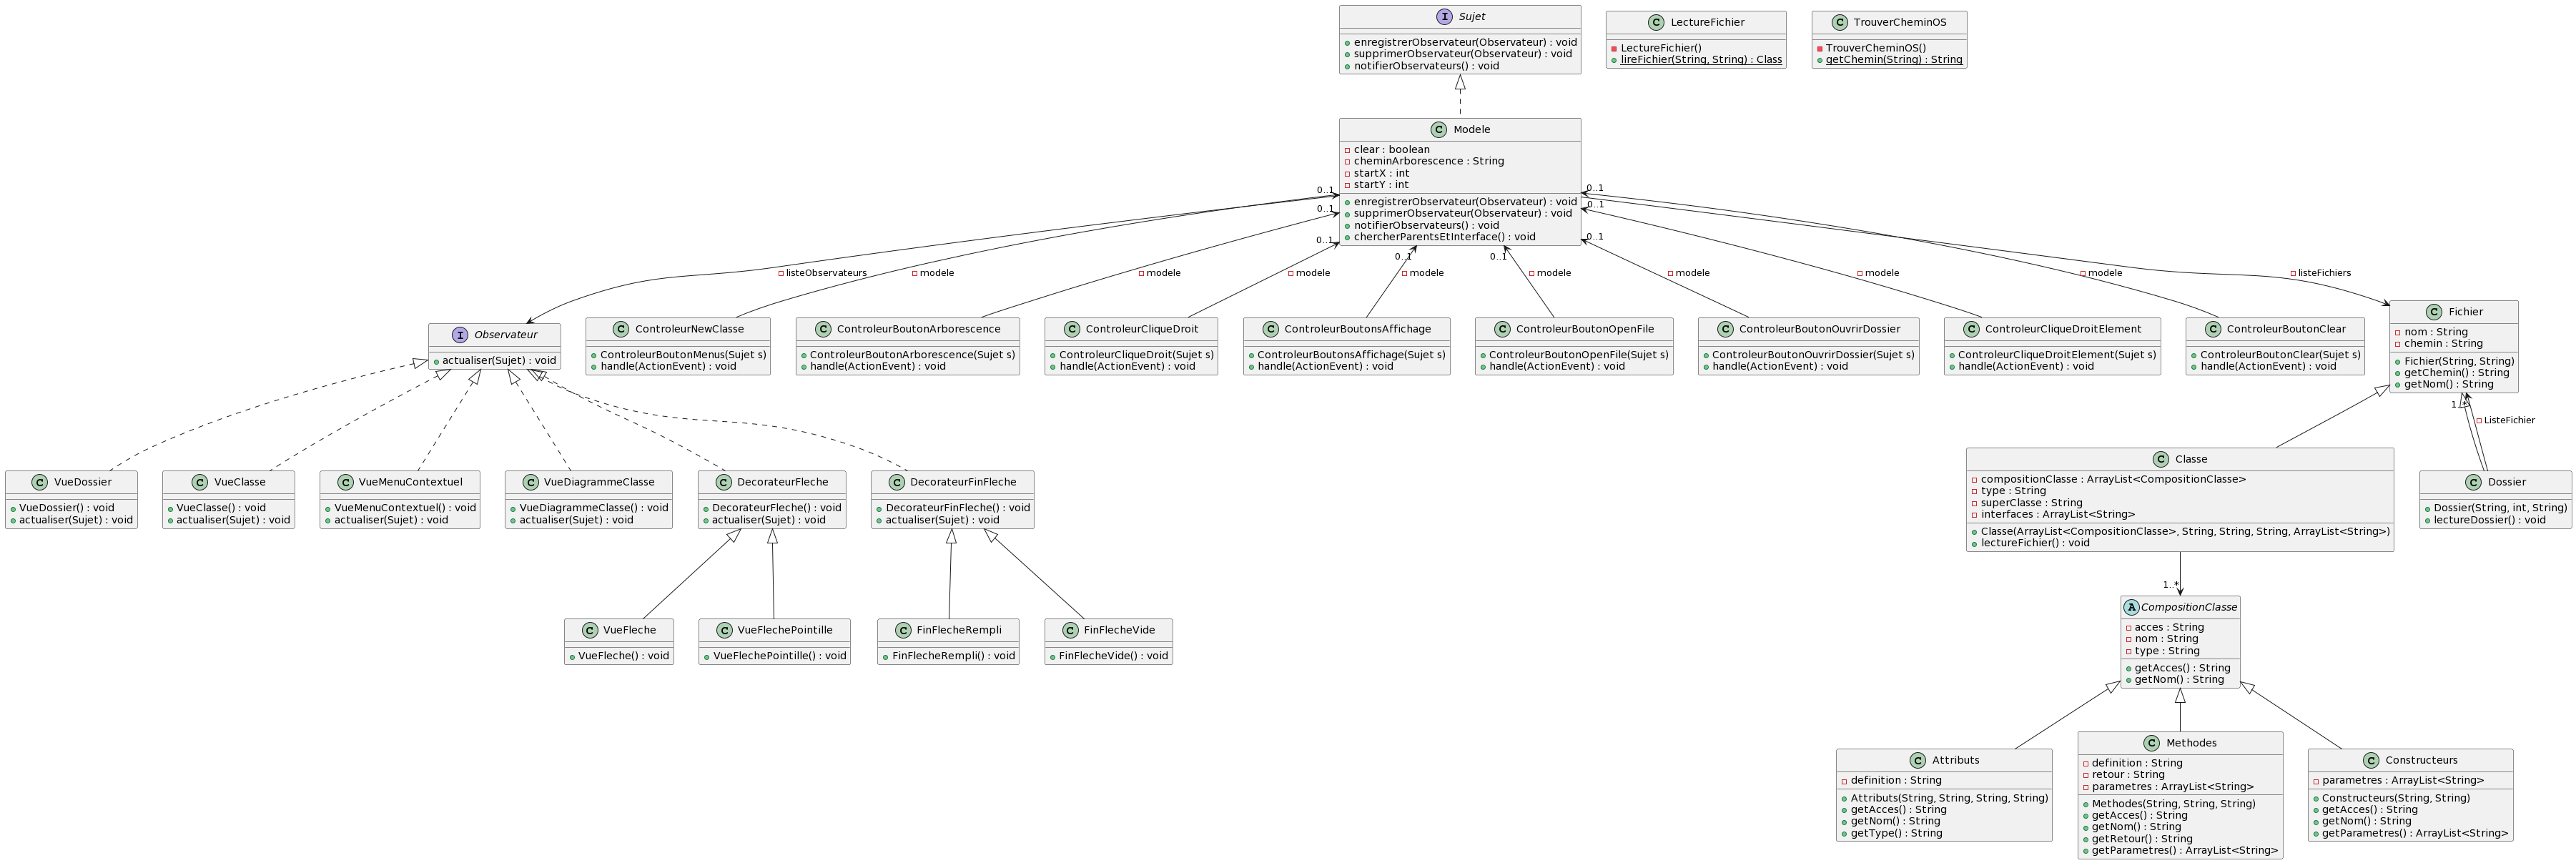 Sujet
enregistrerObservateur(Observateur) : void
supprimerObservateur(Observateur) : void
notifierObservateurs() : void
LectureFichier
LectureFichier()
lireFichier(String, String) : Class
TrouverCheminOS
TrouverCheminOS()
getChemin(String) : String
Modele
clear : boolean
cheminArborescence : String
startX : int
startY : int
enregistrerObservateur(Observateur) : void
supprimerObservateur(Observateur) : void
notifierObservateurs() : void
chercherParentsEtInterface() : void
0..1
0..1
0..1
0..1
0..1
0..1
0..1
0..1
listeObservateurs
modele
modele
modele
modele
modele
modele
modele
modele
listeFichiers
Observateur
actualiser(Sujet) : void
ControleurNewClasse
ControleurBoutonMenus(Sujet s)
handle(ActionEvent) : void
ControleurBoutonArborescence
ControleurBoutonArborescence(Sujet s)
handle(ActionEvent) : void
ControleurCliqueDroit
ControleurCliqueDroit(Sujet s)
handle(ActionEvent) : void
ControleurBoutonsAffichage
ControleurBoutonsAffichage(Sujet s)
handle(ActionEvent) : void
ControleurBoutonOpenFile
ControleurBoutonOpenFile(Sujet s)
handle(ActionEvent) : void
ControleurBoutonOuvrirDossier
ControleurBoutonOuvrirDossier(Sujet s)
handle(ActionEvent) : void
ControleurCliqueDroitElement
ControleurCliqueDroitElement(Sujet s)
handle(ActionEvent) : void
ControleurBoutonClear
ControleurBoutonClear(Sujet s)
handle(ActionEvent) : void
Fichier
nom : String
chemin : String
Fichier(String, String)
getChemin() : String
getNom() : String
1..*
ListeFichier
VueDossier
VueDossier() : void
actualiser(Sujet) : void
VueClasse
VueClasse() : void
actualiser(Sujet) : void
VueMenuContextuel
VueMenuContextuel() : void
actualiser(Sujet) : void
VueDiagrammeClasse
VueDiagrammeClasse() : void
actualiser(Sujet) : void
DecorateurFleche
DecorateurFleche() : void
actualiser(Sujet) : void
DecorateurFinFleche
DecorateurFinFleche() : void
actualiser(Sujet) : void
Classe
compositionClasse : ArrayList<CompositionClasse>
type : String
superClasse : String
interfaces : ArrayList<String>
Classe(ArrayList<CompositionClasse>, String, String, String, ArrayList<String>)
lectureFichier() : void
Dossier
Dossier(String, int, String)
lectureDossier() : void
1..*
VueFleche
VueFleche() : void
VueFlechePointille
VueFlechePointille() : void
FinFlecheRempli
FinFlecheRempli() : void
FinFlecheVide
FinFlecheVide() : void
CompositionClasse
acces : String
nom : String
type : String
getAcces() : String
getNom() : String
Attributs
definition : String
Attributs(String, String, String, String)
getAcces() : String
getNom() : String
getType() : String
Methodes
definition : String
retour : String
parametres : ArrayList<String>
Methodes(String, String, String)
getAcces() : String
getNom() : String
getRetour() : String
getParametres() : ArrayList<String>
Constructeurs
parametres : ArrayList<String>
Constructeurs(String, String)
getAcces() : String
getNom() : String
getParametres() : ArrayList<String>